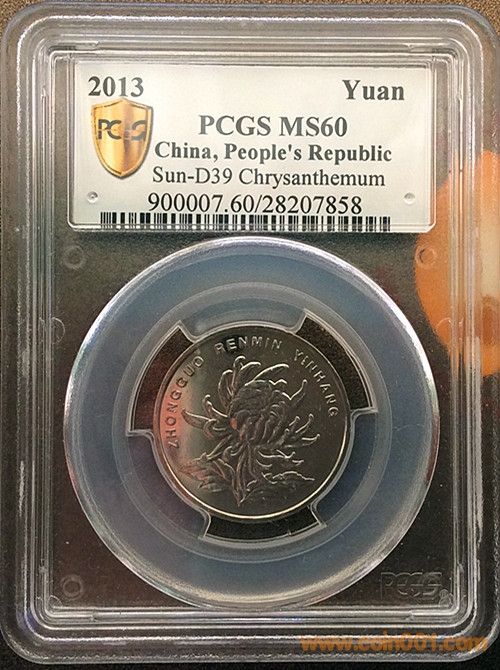 2013 Yuan
PCGS
PCGS MS60
China, People's Republic
Sun-D39 Chrysanthemum
900007.60/28207858
ZHONGGUO RENMIN YINHANG
PCGS
www.coin001.com